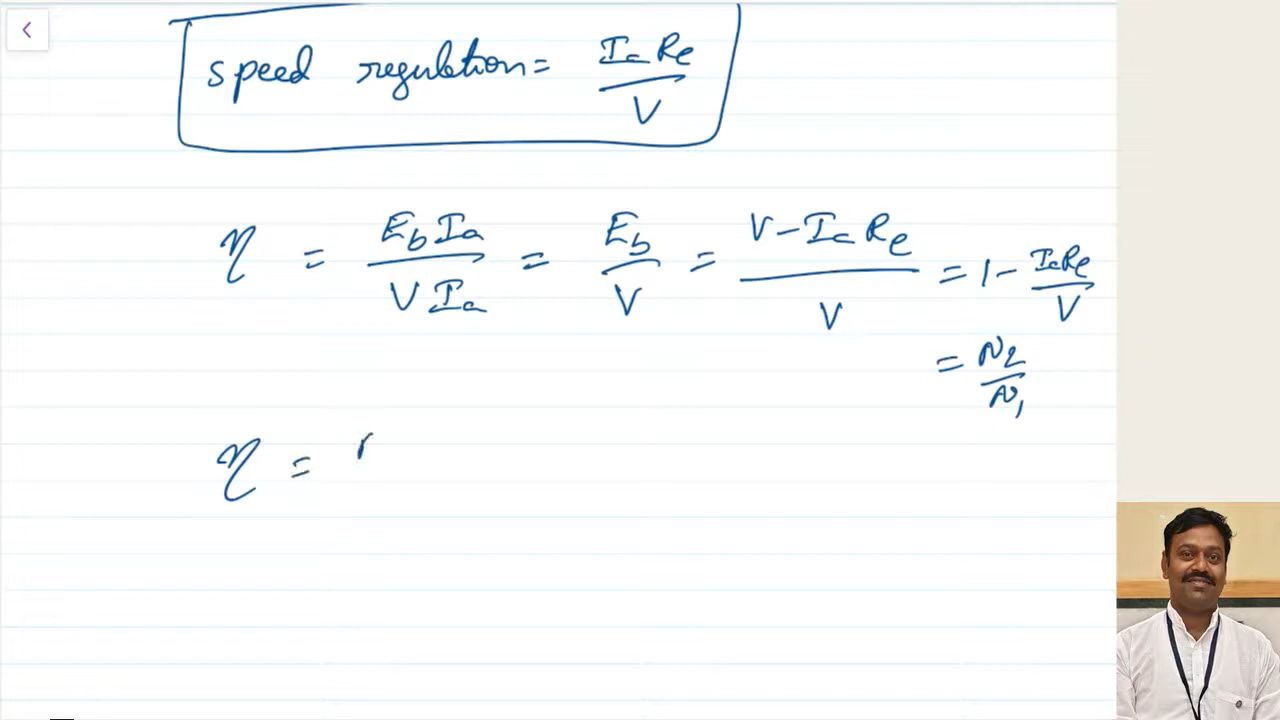 speed regulation = IaRe/V
η = EbIa/VIa = Eb/V = V - IaRe/V = 1 - IaRe/V
= N2/N1
η =